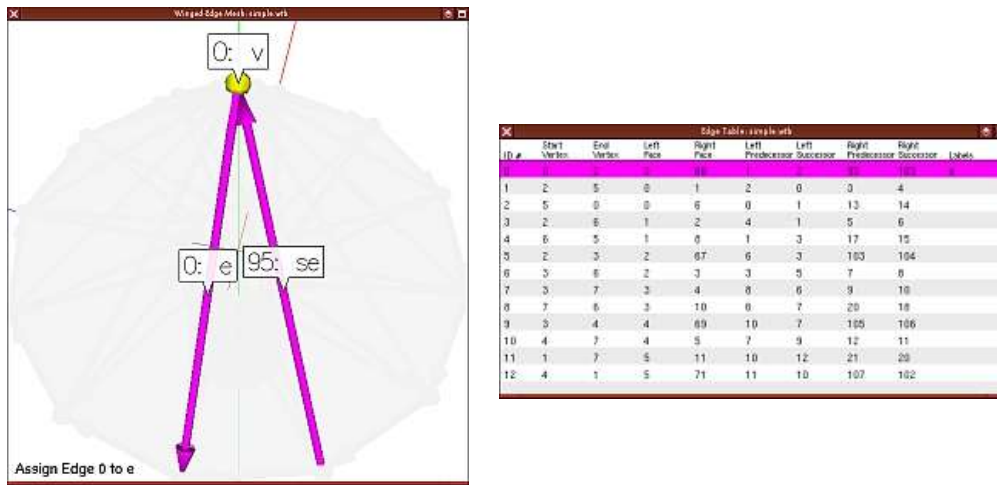 Winged-Edge Mesh: simple.wtb
0: v
0: e
95: se
Assign Edge 0 to e
Edge Table: simple.wtb
ID # Start Vertex End Vertex Left Face Right Face Left Predecessor Left Successor Right Predecessor Right Successor Labels
1 2 5 0 1 2 0 3 4
2 5 0 0 6 0 1 13 14
3 2 6 1 2 4 1 5 6
4 6 5 1 8 1 3 17 15
5 2 3 2 67 6 3 103 104
6 3 6 2 3 3 5 7 8
7 3 7 3 4 8 6 9 10
8 7 6 3 10 6 7 20 18
9 3 4 4 69 10 7 105 106
10 4 7 4 5 7 9 12 11
11 1 7 5 11 10 12 21 20
12 4 1 5 71 11 10 107 102